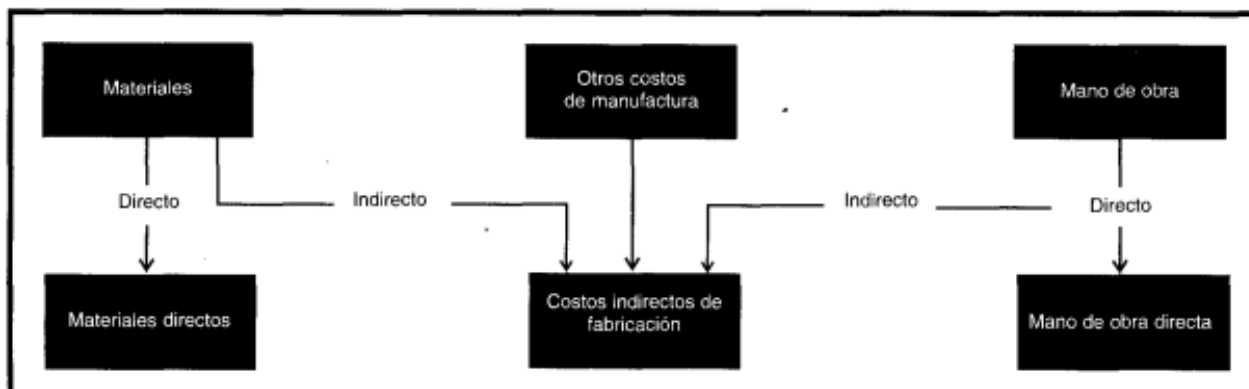 Materiales
Otros costos
de manufactura
Mano de obra
Directo
Indirecto
Indirecto
Directo
Materiales directos
Costos indirectos de
fabricación
Mano de obra directa